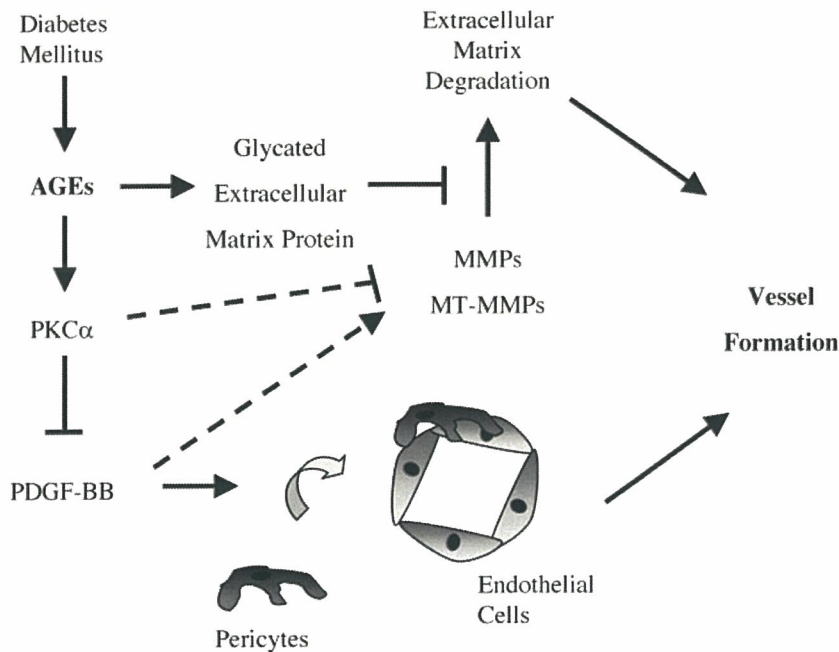 Diabetes
Mellitus
Extracellular
Matrix
Degradation
AGEs
Glycated
Extracellular
Matrix Protein
MMPs
MT-MMPs
PKCα
Vessel
Formation
PDGF-BB
Pericytes
Endothelial
Cells